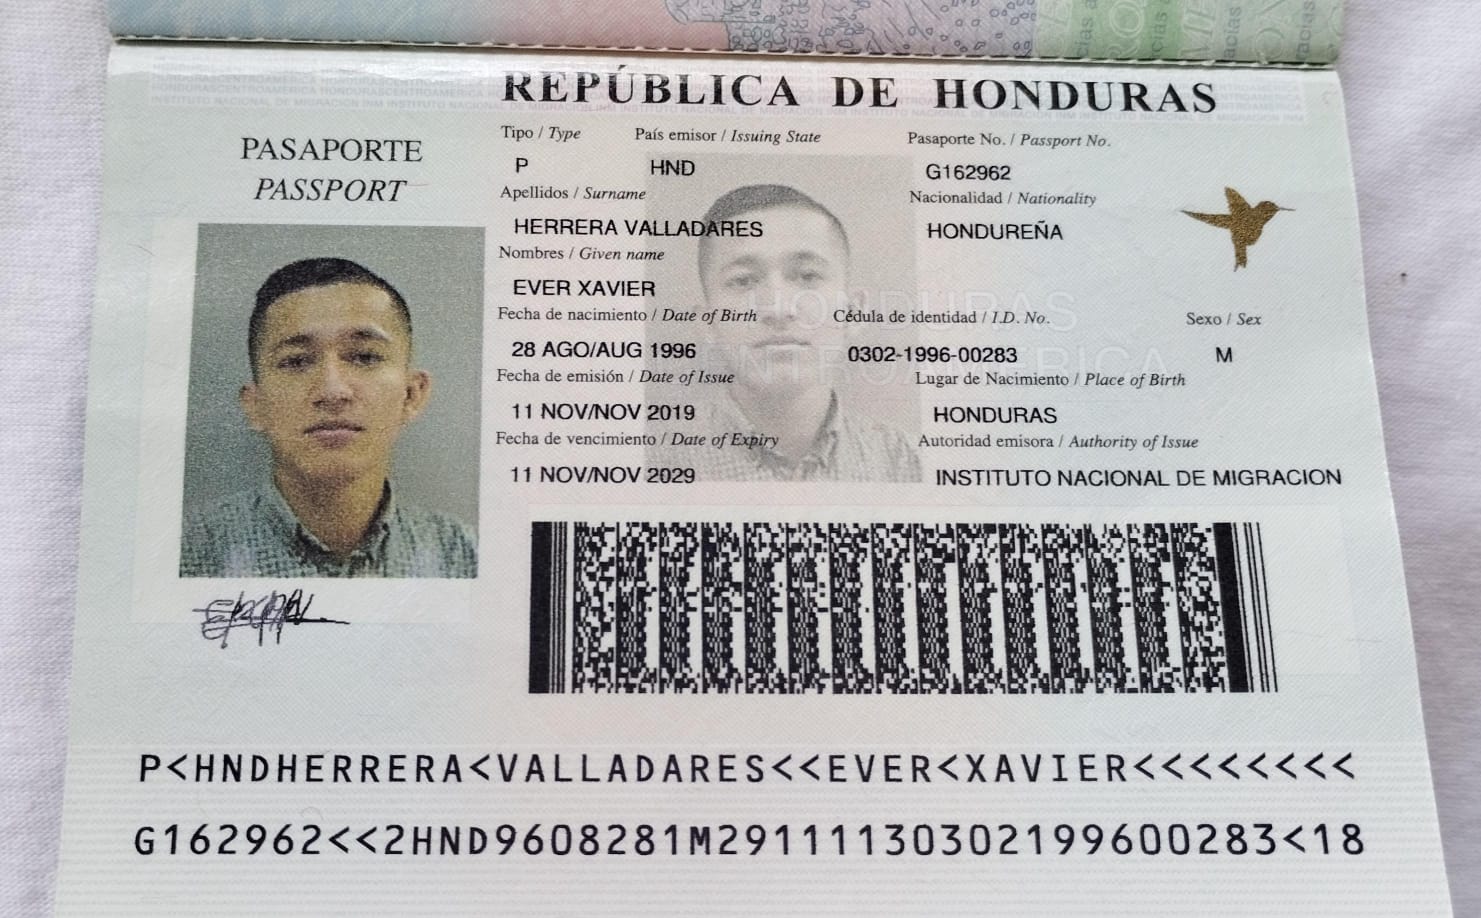 REPÚBLICA DE HONDURAS
PASAPORTE
PASSPORT
Tipo / Type
País emisor / Issuing State
Pasaporte No. / Passport No.
P
HND
G162962
Apellidos / Surname
Nacionalidad / Nationality
HERRERA VALLADARES
HONDUREÑA
Nombres / Given name
EVER XAVIER
Fecha de nacimiento / Date of Birth
Cédula de identidad / I.D. No.
Sexo / Sex
28 AGO/AUG 1996
0302-1996-00283
M
Fecha de emisión / Date of Issue
Lugar de Nacimiento / Place of Birth
11 NOV/NOV 2019
HONDURAS
Fecha de vencimiento / Date of Expiry
Autoridad emisora / Authority of Issue
11 NOV/NOV 2029
INSTITUTO NACIONAL DE MIGRACION
P<HNDHERRERA<VALLADARES<<EVER<XAVIER<<<<<<<<
G162962<<2HND9608281M29111130302199600283<18